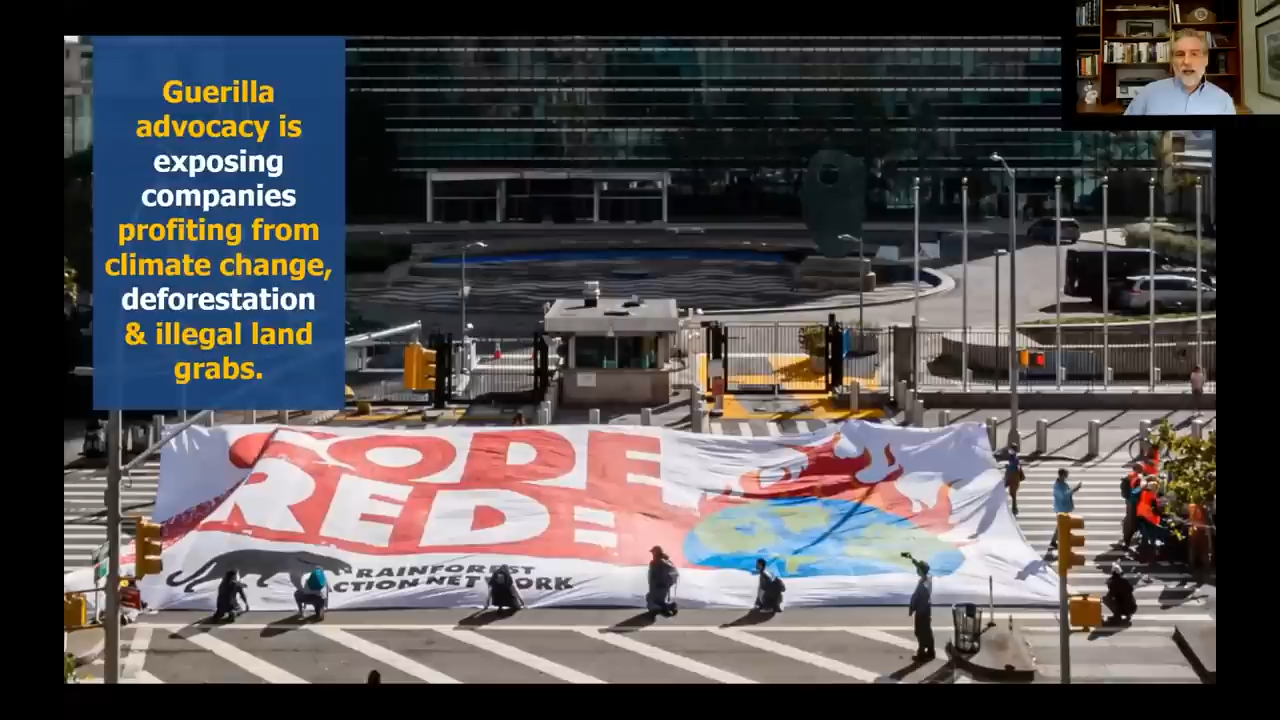 Guerilla
advocacy is
exposing
companies
profiting from
climate change,
deforestation
& illegal land
grabs.
CODE
RED:
RAINFOREST
ACTION NETWORK